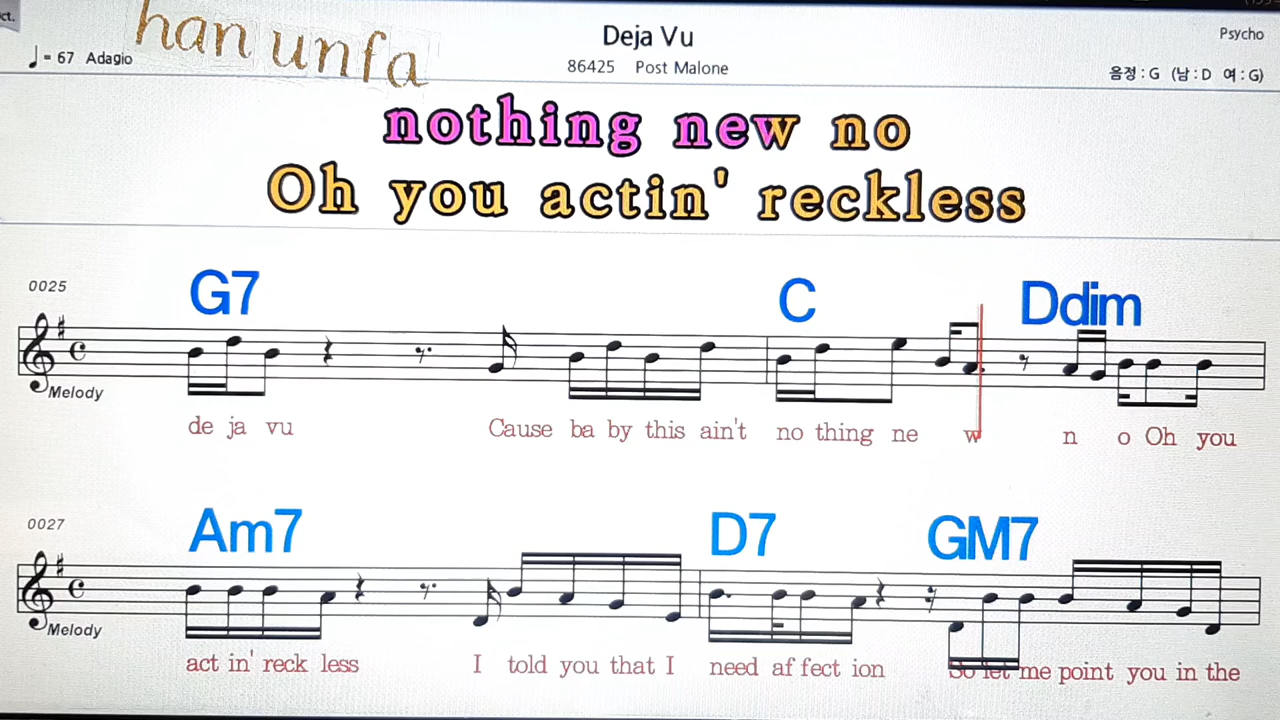 ct.
han unfa
Deja Vu
Psycho
♩ = 67 Adagio
86425 Post Malone
음정 : G (남 : D 여 : G)
nothing new no
Oh you actin' reckless
0025
G7 C Ddim
Melody
de ja vu Cause ba by this ain't no thing ne w n o Oh you
0027
Am7 D7 GM7
Melody
act in' reck less I told you that I need af fect ion So let me point you in the